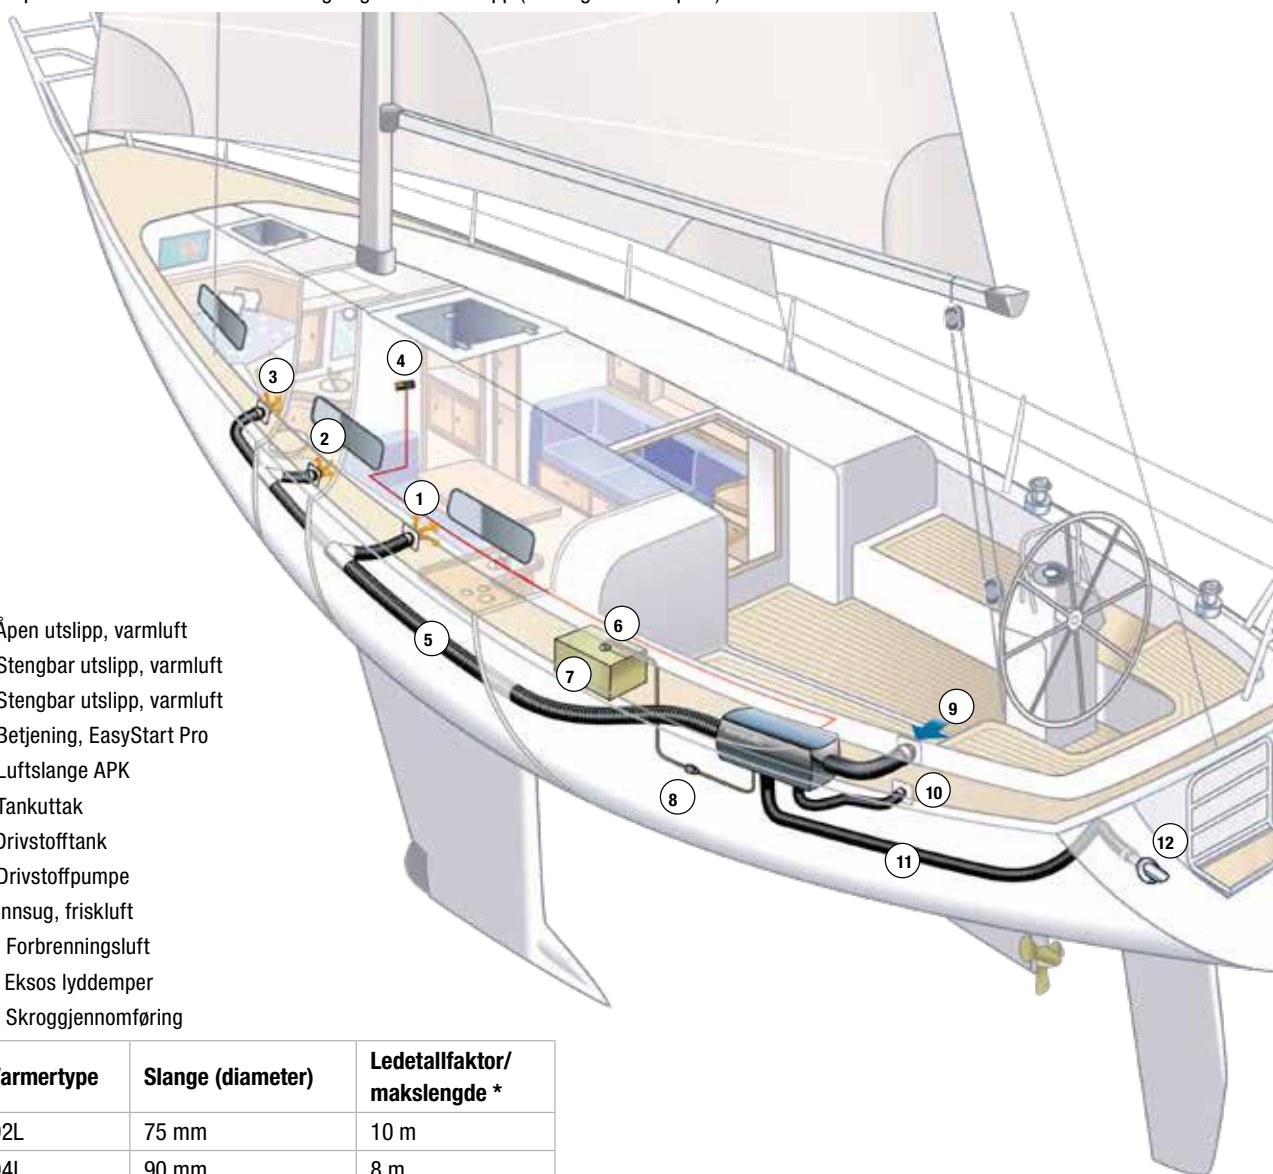 3
4
2
1
5
6
7
8
9
10
11
12
Åpen utslipp, varmluft
Stengbar utslipp, varmluft
Stengbar utslipp, varmluft
Betjening, EasyStart Pro
Luftslange APK
Tankuttak
Drivstofftank
Drivstoffpumpe
nnsug, friskluft
Forbrenningsluft
Eksos lyddemper
Skroggjennomføring
armertype Slange (diameter) Ledetallfaktor/
makslengde *
2L 75 mm 10 m
4L 90 mm 8 m